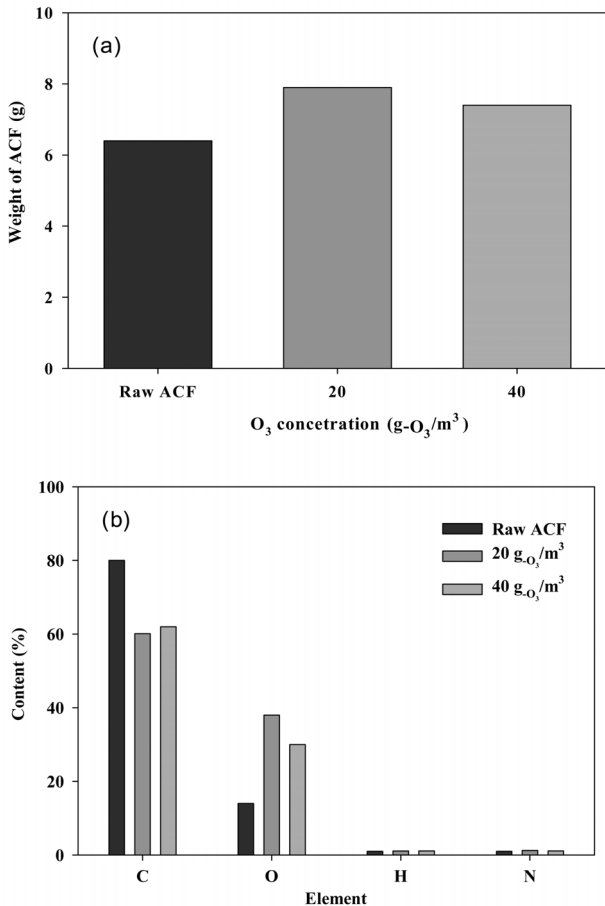 (a)
Weight of ACF (g)
10
8
6
4
2
0
Raw ACF 20 40
O3 concetration (g-O3/m3)
(b)
Content (%)
100
80
60
40
20
0
Raw ACF
20 g-O3/m3
40 g-O3/m3
C O H N
Element